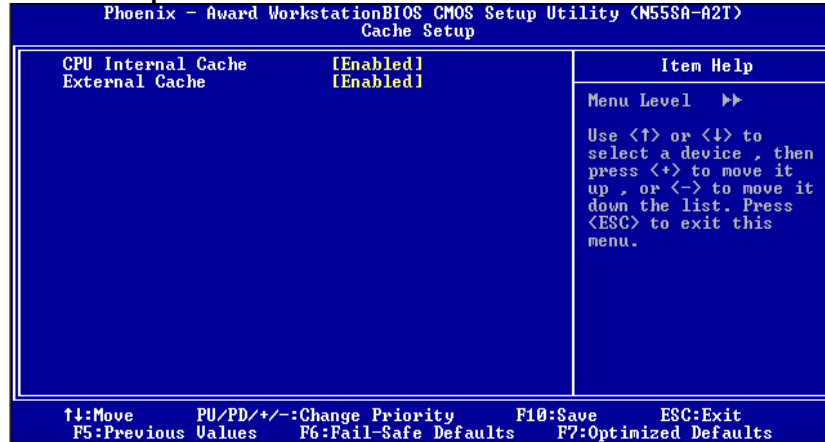 Phoenix - Award WorkstationBIOS CMOS Setup Utility (N55SA-A2T)
Cache Setup
CPU Internal Cache [Enabled]
External Cache [Enabled]
Item Help
Menu Level ▶▶
Use <↑> or <↓> to
select a device , then
press <+> to move it
up , or <-> to move it
down the list. Press
<ESC> to exit this
menu.
↑↓:Move PU/PD/+/-:Change Priority F10:Save ESC:Exit
F5:Previous Values F6:Fail-Safe Defaults F7:Optimized Defaults